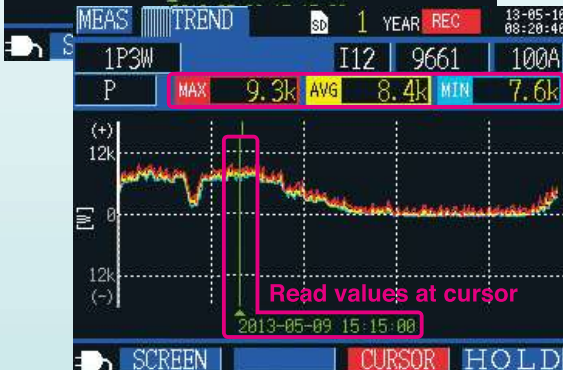 MEAS TREND SD 1 YEAR REC 13-05-10
08:20:46
1P3W I12 9661 100A
P MAX 9.3k AVG 8.4k MIN 7.6k
(+)
12k
[W] 0
12k
(-)
Read values at cursor
2013-05-09 15:15:00
SCREEN CURSOR HOLD